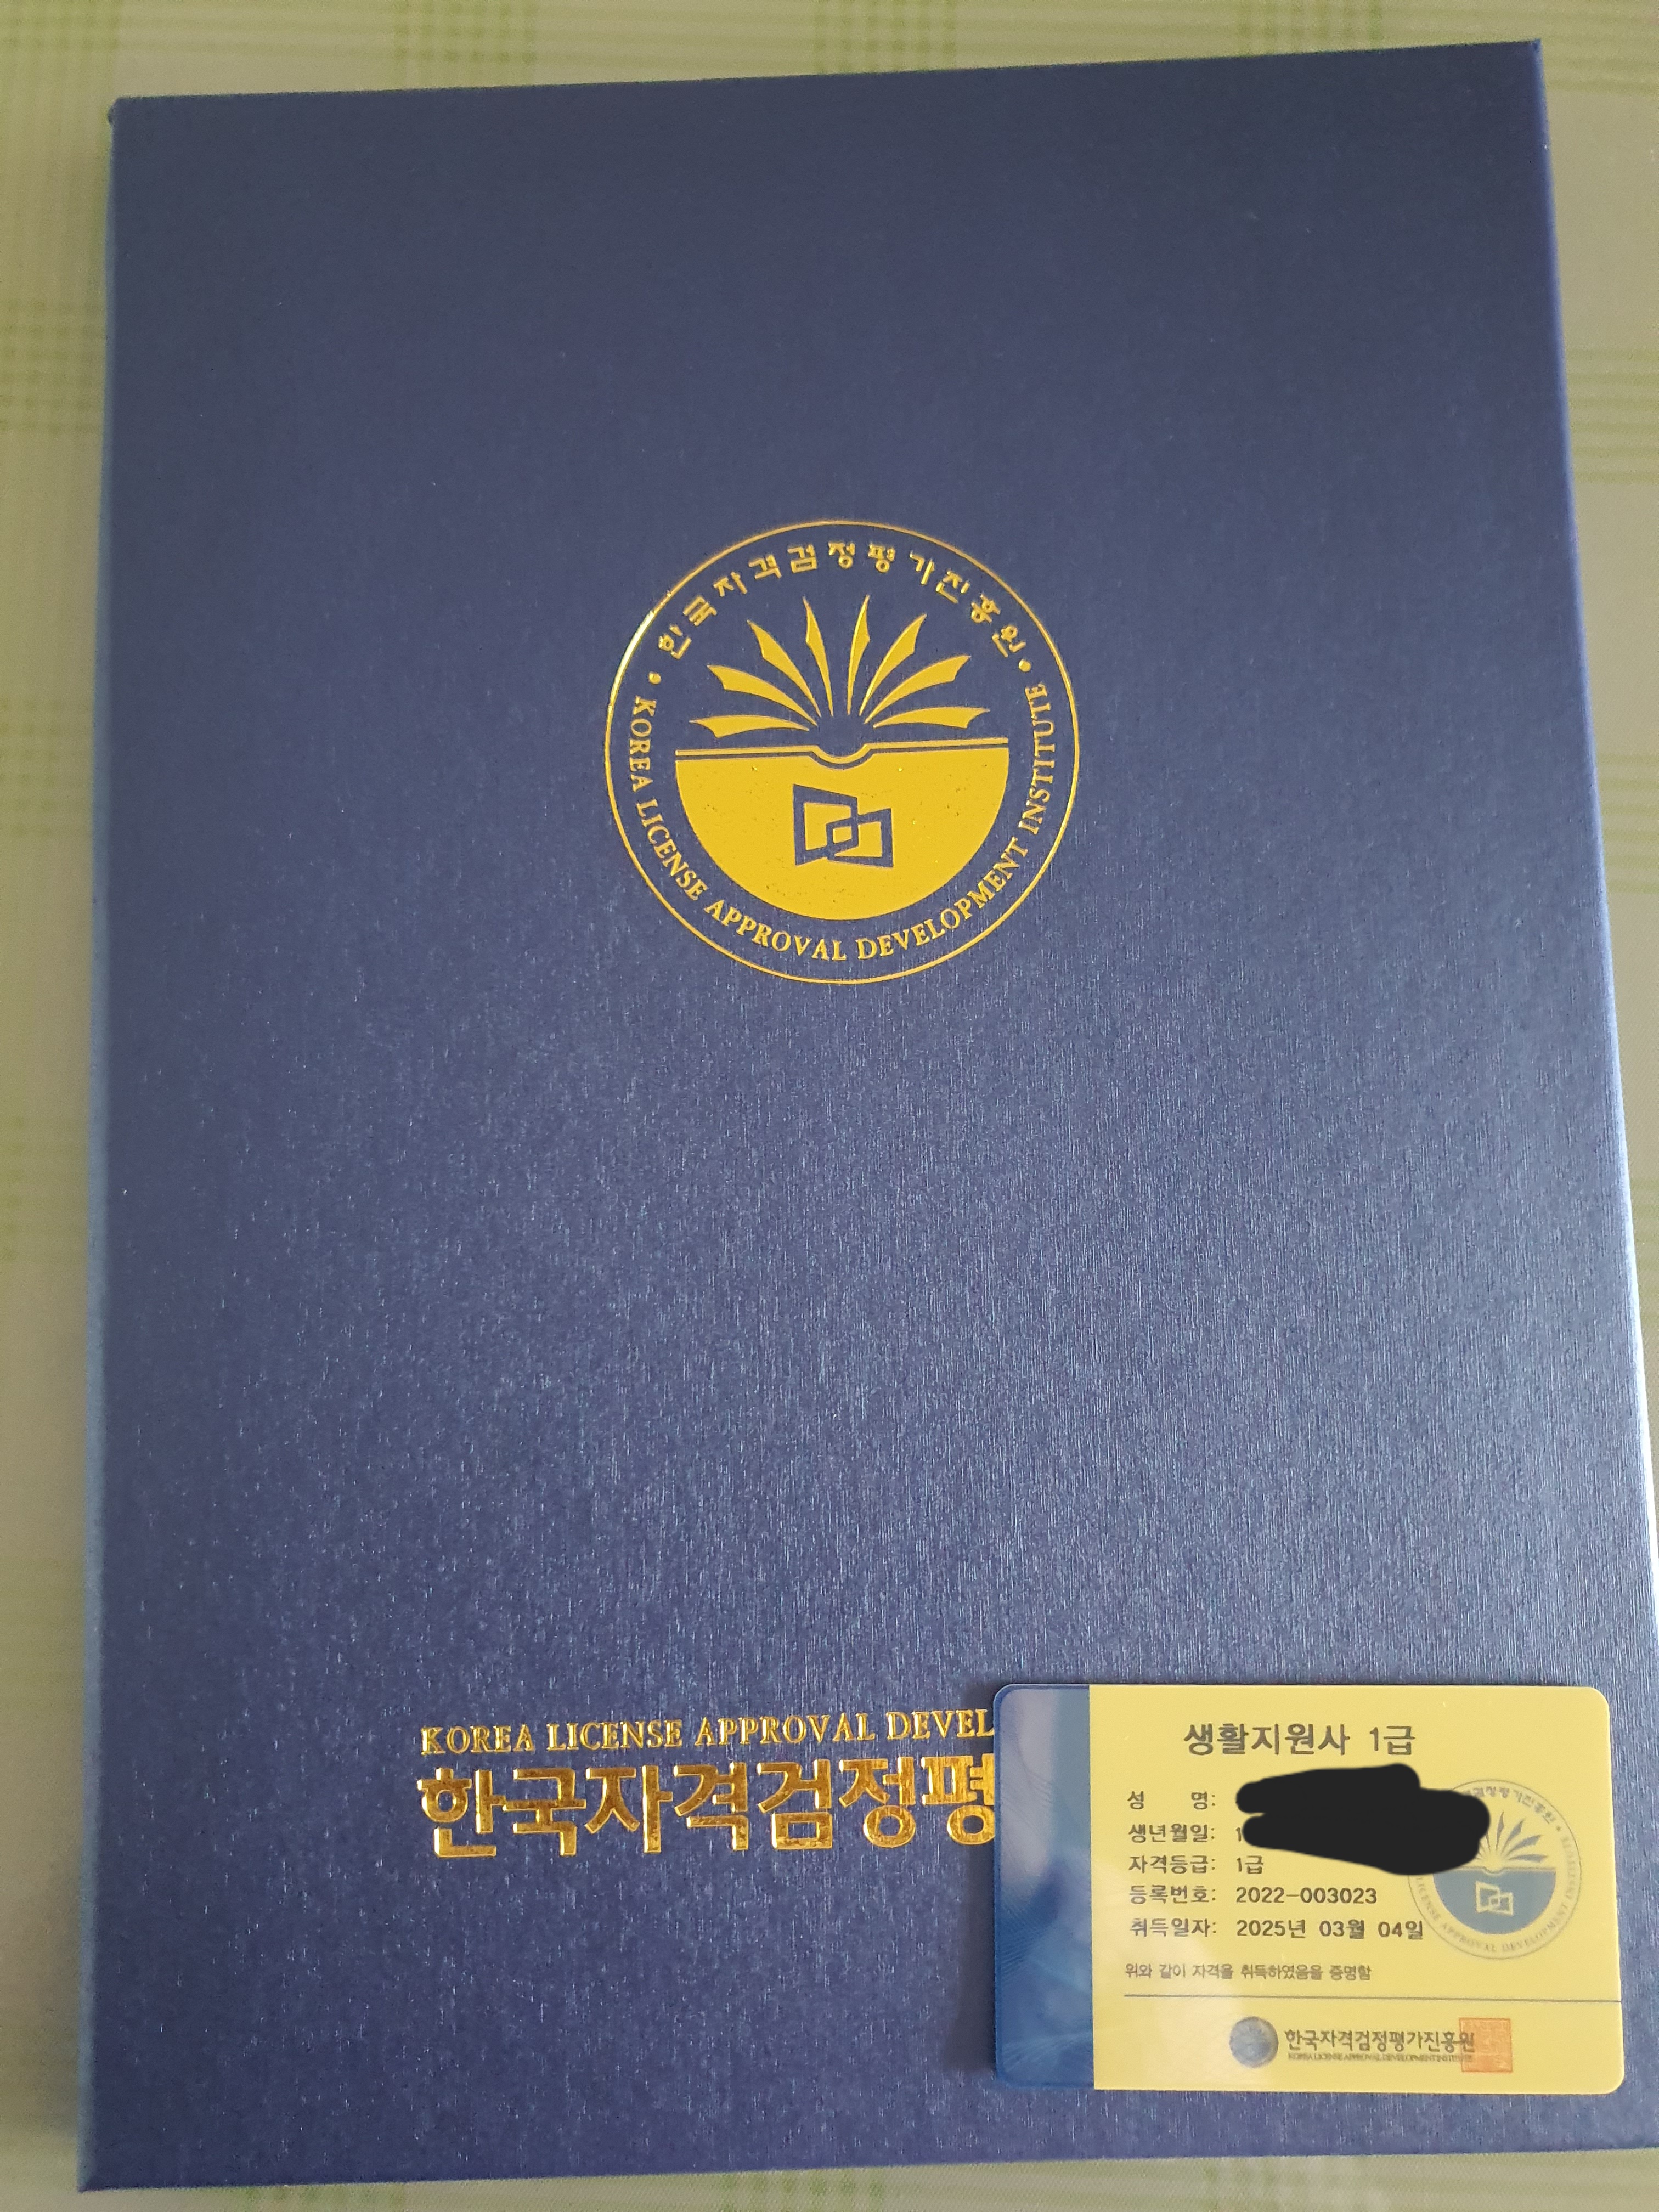 한국자격검정평가진흥원
KOREA LICENSE APPROVAL DEVELOPMENT INSTITUTE
KOREA LICENSE APPROVAL DEVEL
한국자격검정평
생활지원사 1급
성 명:
생년월일: 1
자격등급: 1급
등록번호: 2022-003023
취득일자: 2025년 03월 04일
위와 같이 자격을 취득하였음을 증명함
한국자격검정평가진흥원
KOREA LICENSE APPROVAL DEVELOPMENT INSTITUTE